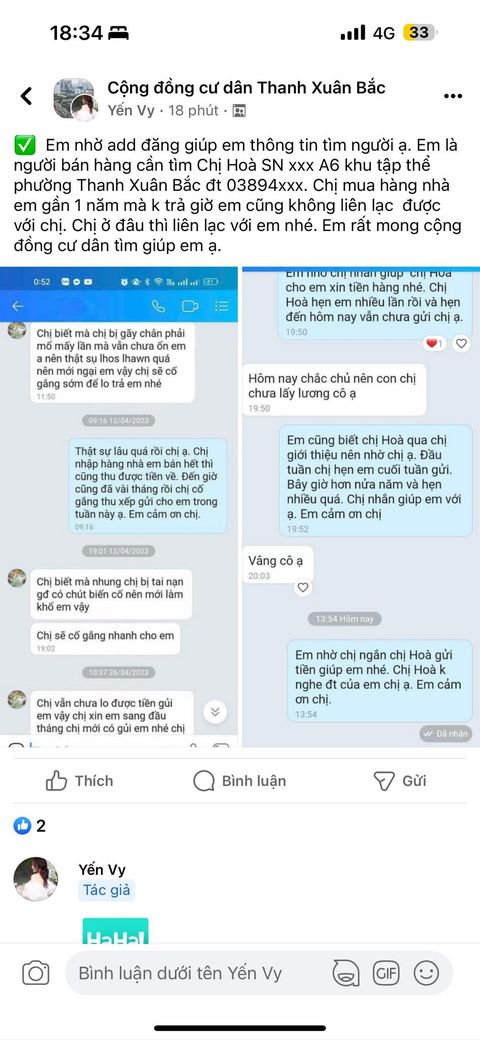 18:34
4G 33
Cộng đồng cư dân Thanh Xuân Bắc
Yến Vy · 18 phút ·
Em nhờ add đăng giúp em thông tin tìm người ạ. Em là
người bán hàng cần tìm Chị Hoà SN xxx A6 khu tập thể
phường Thanh Xuân Bắc đt 03894xxx. Chị mua hàng nhà
em gần 1 năm mà k trả giờ em cũng không liên lạc được
với chị. Chị ở đâu thì liên lạc với em nhé. Em rất mong cộng
đồng cư dân tìm giúp em ạ.
0:52
Chị biết mà chị bị gãy chân phải
mổ mấy lần mà vẫn chưa ổn em
a nên thật sụ lhos lhawn quá
nên mới ngại em vậy chị sẽ cố
gắng sớm để lo trả em nhé
11:50
09:16 12/04/2023
Thật sự lâu quá rồi chị ạ. Chị
nhập hàng nhà em bán hết thì
cũng thu được tiền về. Đến giờ
cũng đã vài tháng rồi chị cố
gắng thu xếp gửi cho em trong
tuần này ạ. Em cảm ơn chị.
09:16
19:01 12/04/2023
Chị biết mà nhưng chị bị tai nạn
gđ có chút biến cố nên mới làm
khổ em vậy
Chị sẽ cố gắng nhanh cho em
19:02
10:37 26/04/2023
Chị vẫn chưa lo được tiền gủi
em vậy chị xin em sang đầu
tháng chị mới có gủi em nhé chị
Em nhờ chị nhắn giúp chị Hoà
cho em xin tiền hàng nhé. Chị
Hoà hẹn em nhiều lần rồi và hẹn
đến hôm nay vẫn chưa gửi chị ạ.
19:50
1
Hôm nay chắc chủ nên con chị
chưa lấy lương cô ạ
19:50
Em cũng biết chị Hoà qua chị
giới thiệu nên nhờ chị ạ. Đầu
tuần chị hẹn em cuối tuần gửi.
Bây giờ hơn nửa năm và hẹn
nhiều quá. Chị nhắn giúp em với
ạ. Em cảm ơn chị
19:52
Vâng cô ạ
20:03
13:54 Hôm nay
Em nhờ chị ngắn chị Hoà gửi
tiền giúp em nhé. Chị Hoà k
nghe đt của em chị ạ. Em cảm
ơn chị.
13:54
Đã nhận
Thích
Bình luận
Gửi
2
Yến Vy
Tác giả
HaHa!
Bình luận dưới tên Yến Vy
GIF